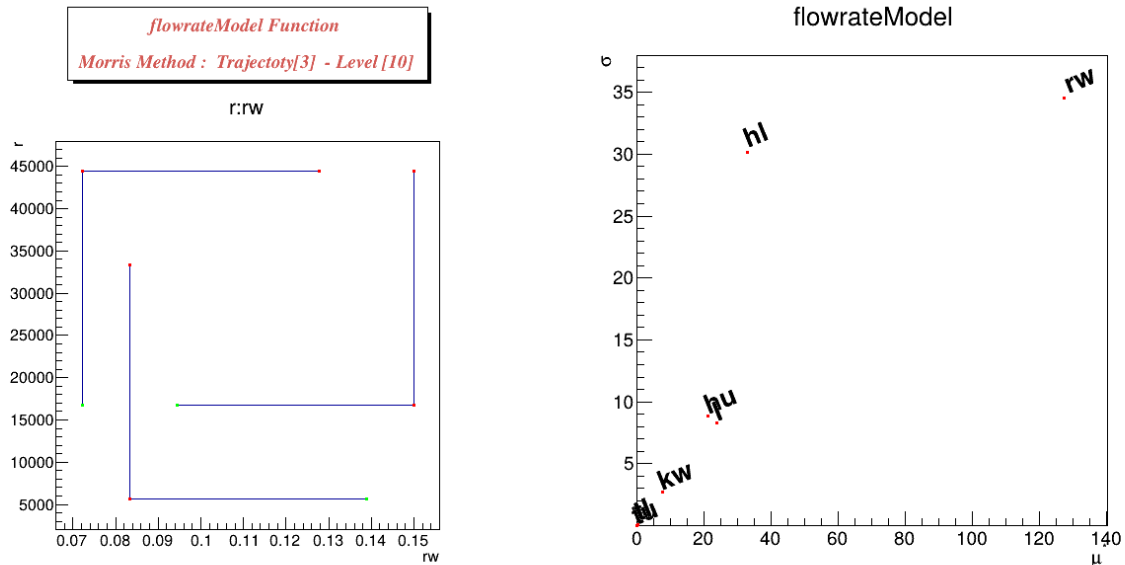 flowrateModel Function
Morris Method : Trajectoty[3] - Level [10]
r:rw
r
45000
40000
35000
30000
25000
20000
15000
10000
5000
0.07 0.08 0.09 0.1 0.11 0.12 0.13 0.14 0.15
rw
flowrateModel
σ
35
30
25
20
15
10
5
rw
hl
hu
l
kw
0 20 40 60 80 100 120 140
μ